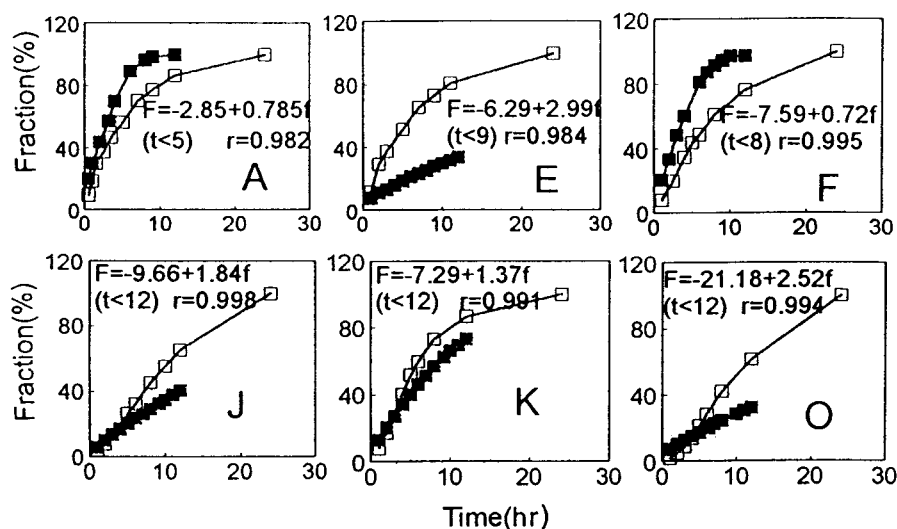 Fraction(%)
120
80
40
0
F=-2.85+0.785f
(t<5) r=0.982
A
0 10 20 30
120
80
40
0
F=-6.29+2.99f
(t<9) r=0.984
E
0 10 20 30
120
80
40
0
F=-7.59+0.72f
(t<8) r=0.995
F
0 10 20 30
Fraction(%)
120
80
40
0
F=-9.66+1.84f
(t<12) r=0.998
J
0 10 20 30
120
80
40
0
F=-7.29+1.37f
(t<12) r=0.991
K
0 10 20 30
120
80
40
0
F=-21.18+2.52f
(t<12) r=0.994
O
0 10 20 30
Time(hr)